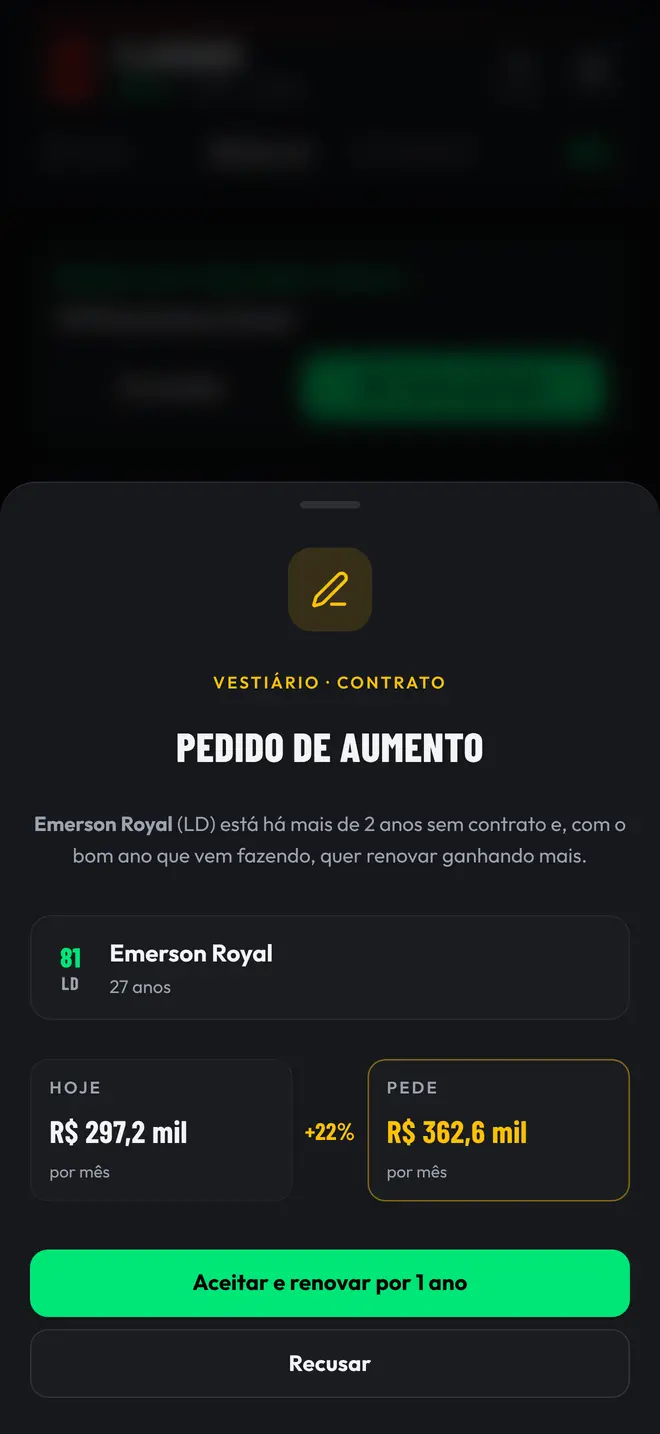 VESTIÁRIO · CONTRATO
PEDIDO DE AUMENTO
Emerson Royal (LD) está há mais de 2 anos sem contrato e, com o
bom ano que vem fazendo, quer renovar ganhando mais.
81
LD
Emerson Royal
27 anos
HOJE
R$ 297,2 mil
por mês
+22%
PEDE
R$ 362,6 mil
por mês
Aceitar e renovar por 1 ano
Recusar